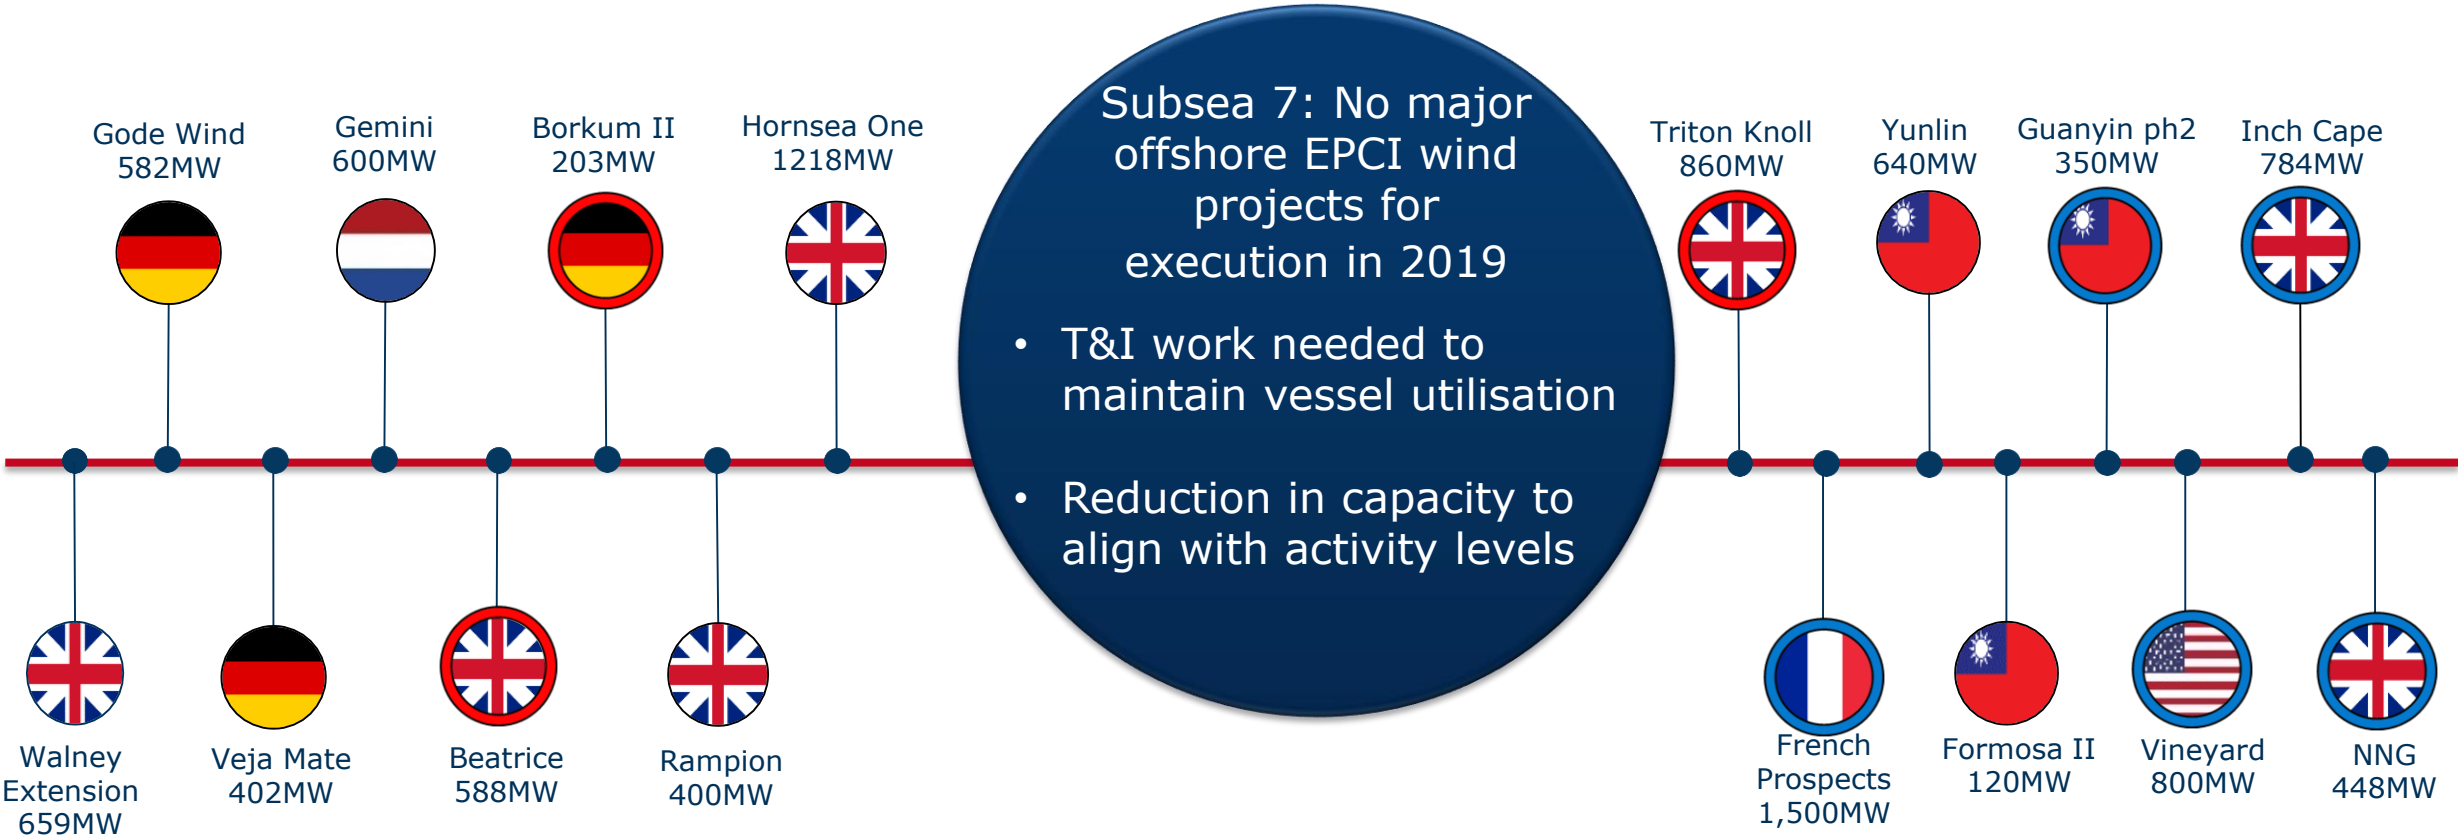 Gode Wind
582MW
Gemini
600MW
Borkum II
203MW
Hornsea One
1218MW
Walney
Extension
659MW
Veja Mate
402MW
Beatrice
588MW
Rampion
400MW
Subsea 7: No major
offshore EPCI wind
projects for
execution in 2019
• T&I work needed to
maintain vessel utilisation
• Reduction in capacity to
align with activity levels
Triton Knoll
860MW
Yunlin
640MW
Guanyin ph2
350MW
Inch Cape
784MW
French
Prospects
1,500MW
Formosa II
120MW
Vineyard
800MW
NNG
448MW